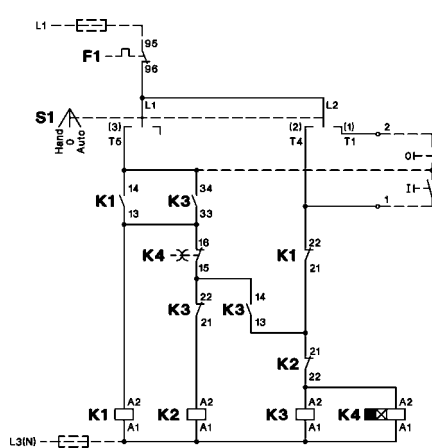 L1
95
F1
96
L1
L2
S1
Hand
0
Auto
(3)
(2)
(1)
2
T5
T4
T1
0
I
1
14
34
K1
K3
13
33
16
K4
22
K1
15
21
22
14
K3
K3
21
13
21
K2
22
A2
A2
A2
A2
K1
K2
K3
K4
A1
A1
A1
A1
L3(N)